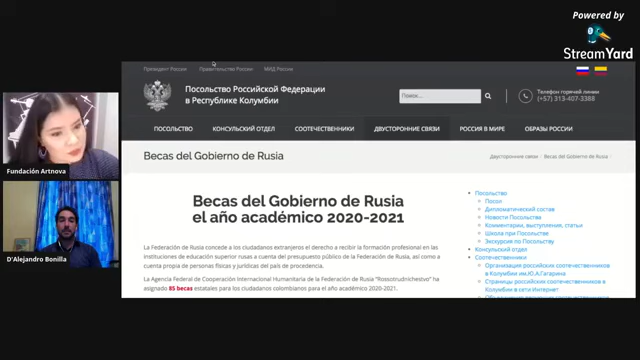 Powered by
StreamYard
Президент России
Правительство России
МИД России
Посольство Российской Федерации
в Республике Колумбии
Поиск...
Телефон горячей линии
(+57) 313-407-3388
ПОСОЛЬСТВО
КОНСУЛЬСКИЙ ОТДЕЛ
СООТЕЧЕСТВЕННИКИ
ДВУСТОРОННИЕ СВЯЗИ
РОССИЯ В МИРЕ
ОБРАЗЫ РОССИИ
Becas del Gobierno de Rusia
Двусторонние связи
Becas del Gobierno de Rusia
Fundación Artnova
D'Alejandro Bonilla
Becas del Gobierno de Rusia
el año académico 2020-2021
La Federación de Rusia concede a los ciudadanos extranjeros el derecho a recibir la formación profesional en las
instituciones de educación superior rusas a cuenta del presupuesto público de la Federación de Rusia, así como a
cuenta propia de personas físicas y jurídicas del país de procedencia.
La Agencia Federal de Cooperación Internacional Humanitaria de la Federación de Rusia "Rossotrudnichestvo" ha
asignado 85 becas estatales para los ciudadanos colombianos para el año académico 2020-2021.
Посольство
Посол
Дипломатический состав
Новости Посольства
Комментарии, выступления, статьи
Школа при Посольстве
Экскурсия по Посольству
Консульский отдел
Соотечественники
Организация российских соотечественников
в Колумбии им.Ю.А.Гагарина
Страницы российских соотечественников
в Колумбии в сети Интернет